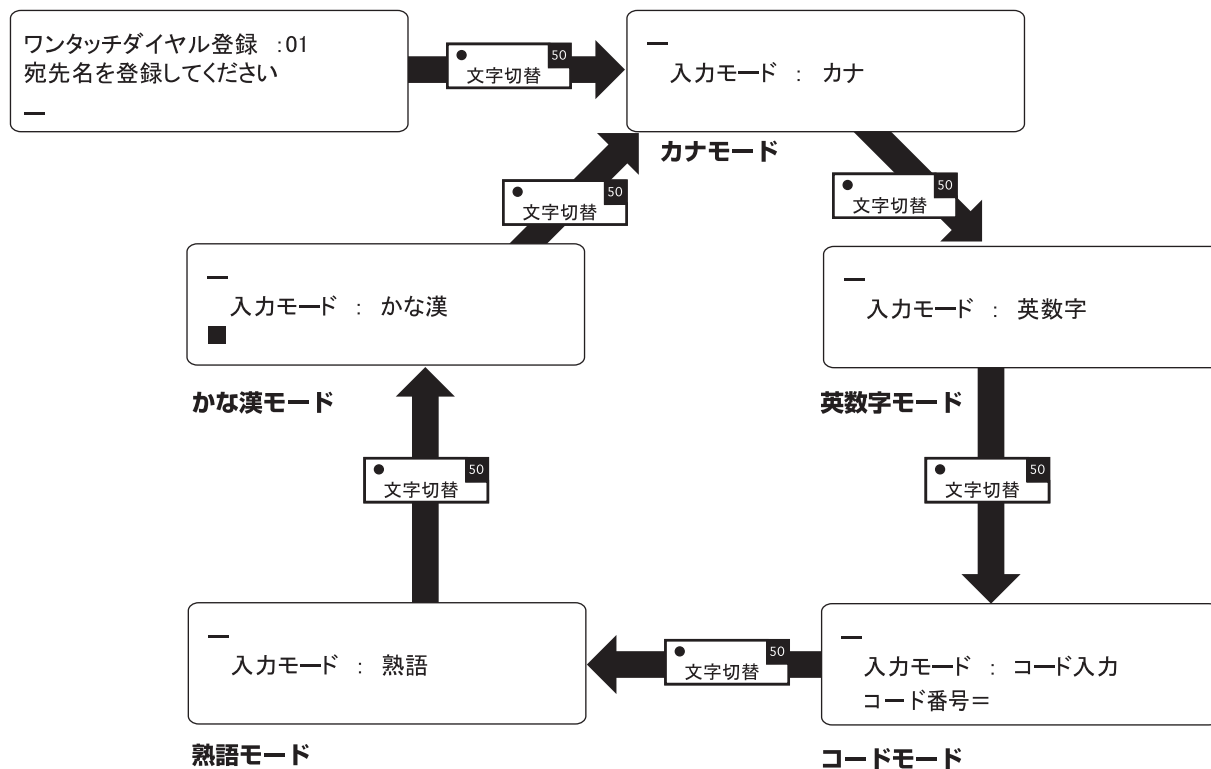 ワンタッチダイヤル登録 :01
宛先名を登録してください
50
文字切替
入力モード : カナ
カナモード
50
文字切替
50
文字切替
入力モード : かな漢
かな漢モード
入力モード : 英数字
英数字モード
50
文字切替
50
文字切替
入力モード : 熟語
熟語モード
50
文字切替
入力モード : コード入力
コード番号=
コードモード